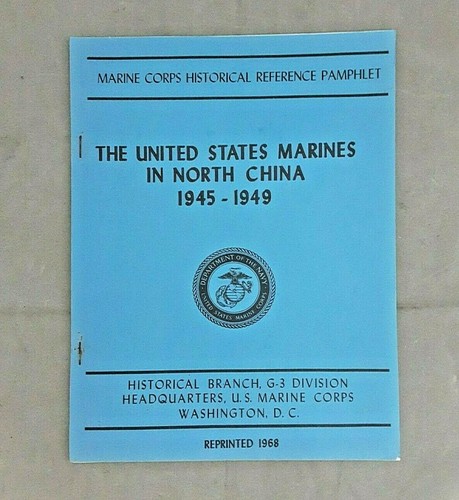 MARINE CORPS HISTORICAL REFERENCE PAMPHLET
THE UNITED STATES MARINES
IN NORTH CHINA
1945 - 1949
DEPARTMENT OF THE NAVY
UNITED STATES MARINE CORPS
HISTORICAL BRANCH, G-3 DIVISION
HEADQUARTERS, U.S. MARINE CORPS
WASHINGTON, D. C.
REPRINTED 1968